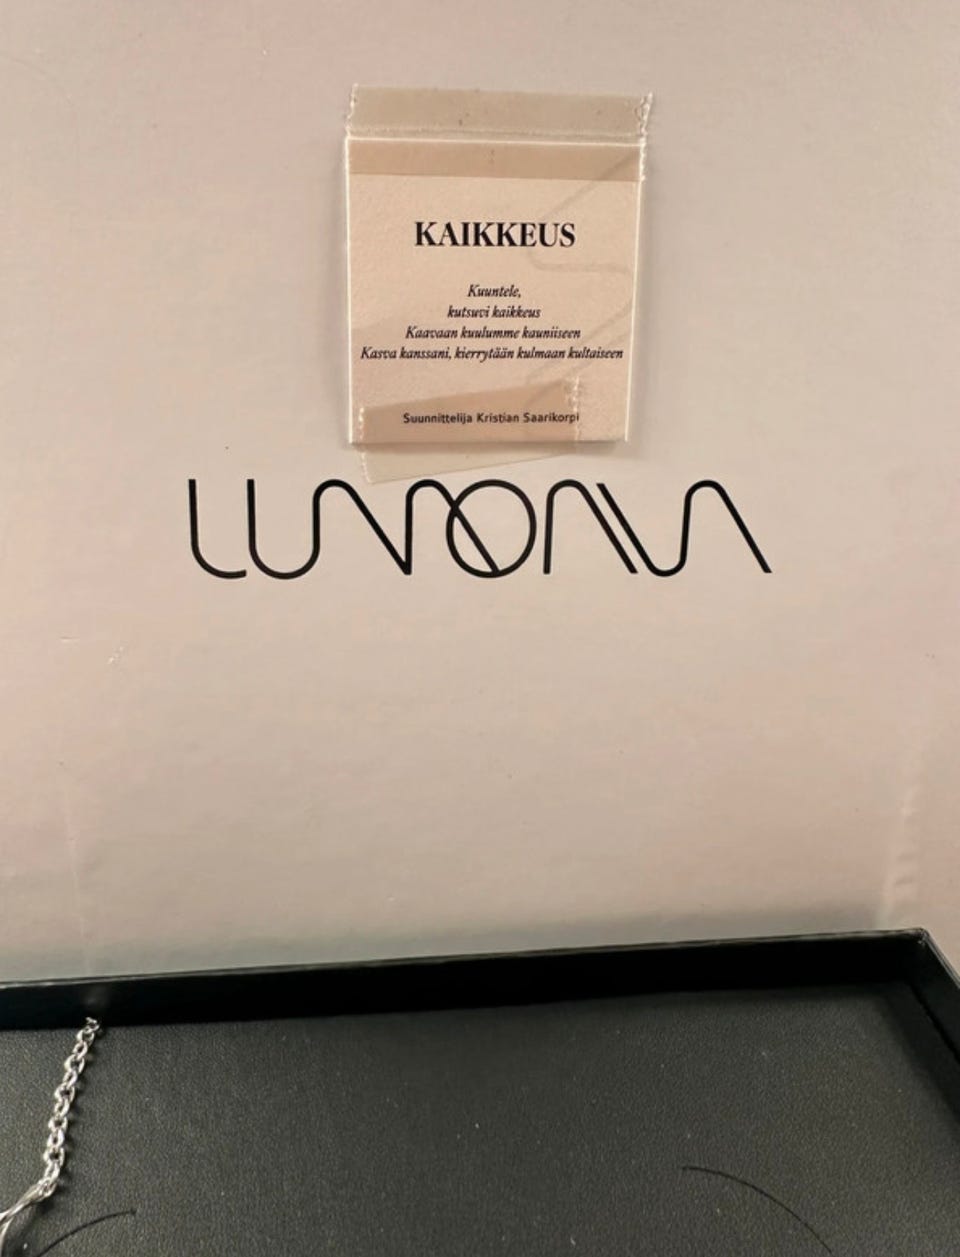 KAIKKEUS
Kuuntele,
kutsuvi kaikkeus
Kaavaan kuulumme kauniiseen
Kasva kanssani, kierrytään kulmaan kultaiseen
Suunnittelija Kristian Saarikorpi
LUMOAVA